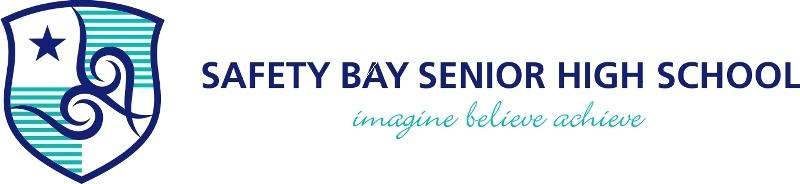 SAFETY BAY SENIOR HIGH SCHOOL
imagine believe achieve